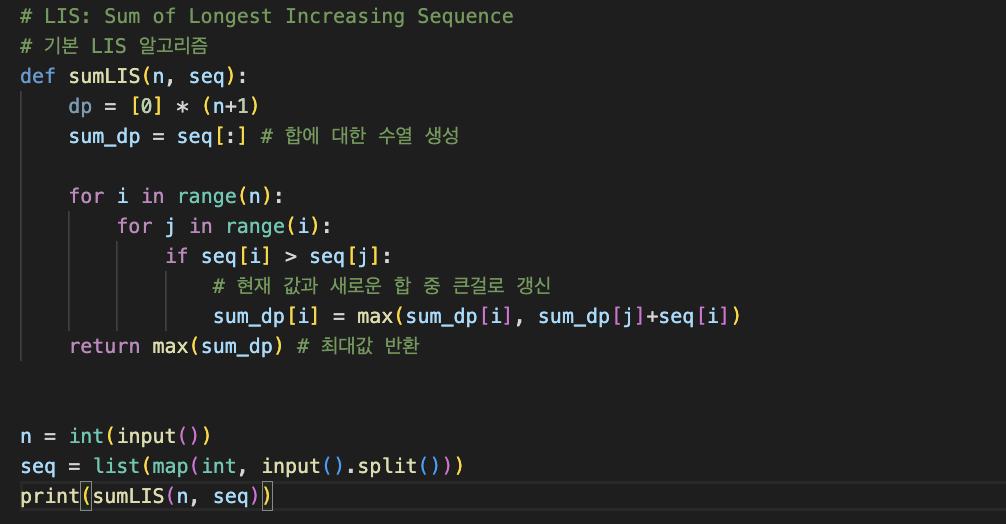 # LIS: Sum of Longest Increasing Sequence
# 기본 LIS 알고리즘
def sumLIS(n, seq):
    dp = [0] * (n+1)
    sum_dp = seq[:] # 합에 대한 수열 생성
    for i in range(n):
        for j in range(i):
            if seq[i] > seq[j]:
                # 현재 값과 새로운 합 중 큰걸로 갱신
                sum_dp[i] = max(sum_dp[i], sum_dp[j]+seq[i])
    return max(sum_dp) # 최대값 반환
n = int(input())
seq = list(map(int, input().split()))
print(sumLIS(n, seq))